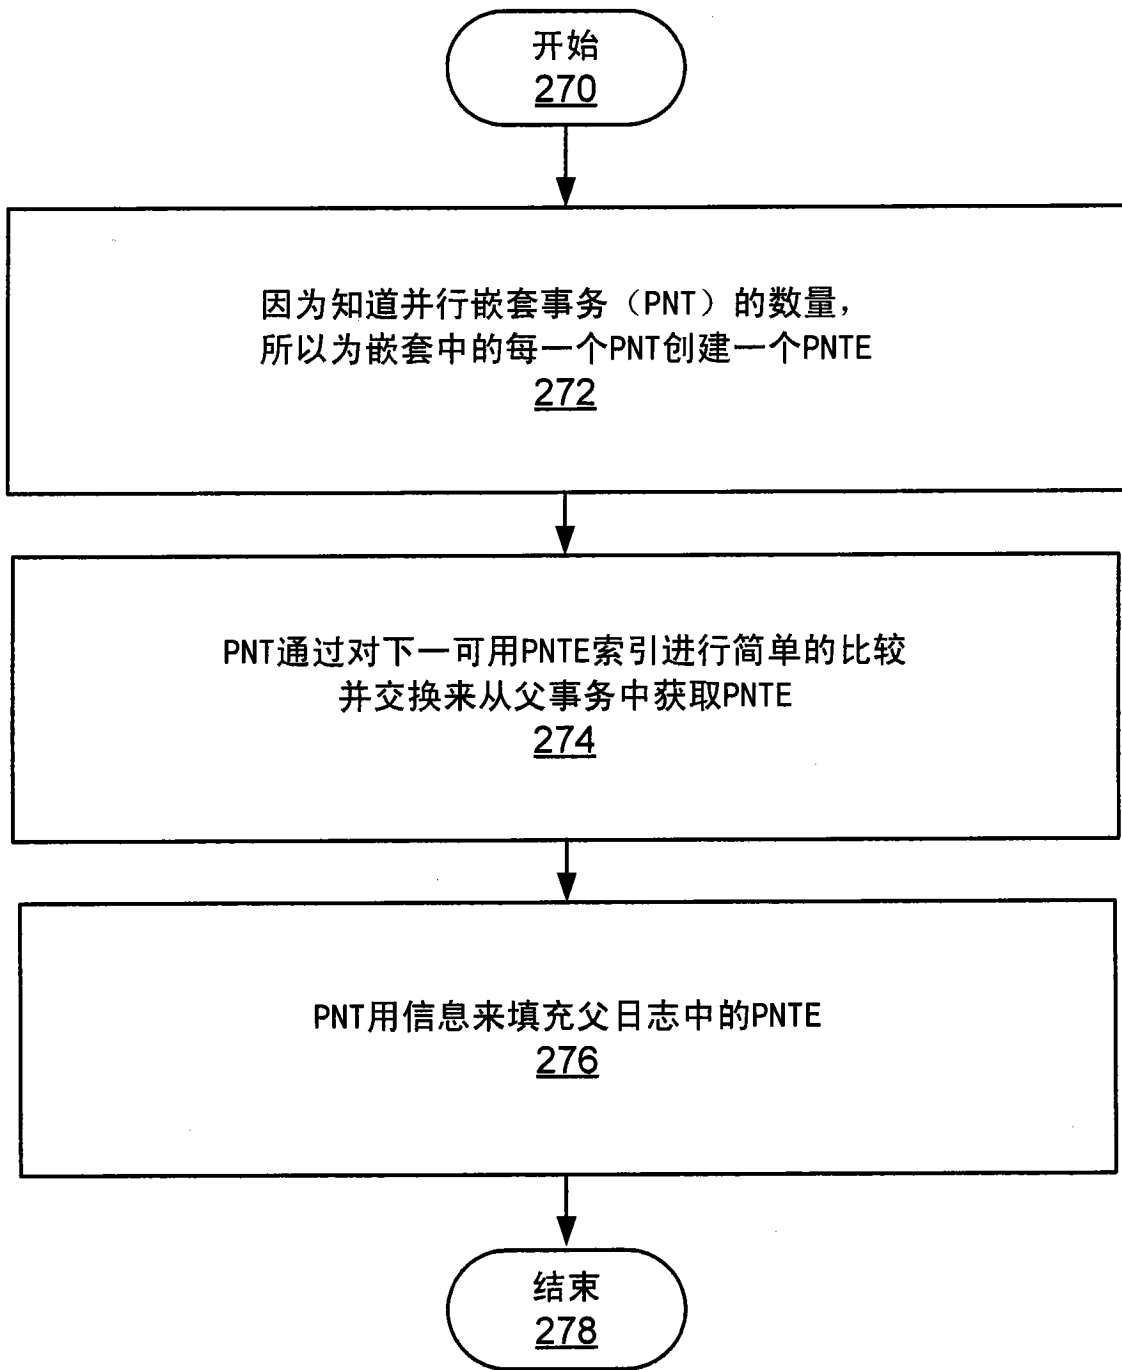 开始
270
因为知道并行嵌套事务（PNT）的数量，
所以为嵌套中的每一个PNT创建一个PNTE
272
PNT通过对下一可用PNTE索引进行简单的比较
并交换来从父事务中获取PNTE
274
PNT用信息来填充父日志中的PNTE
276
结束
278